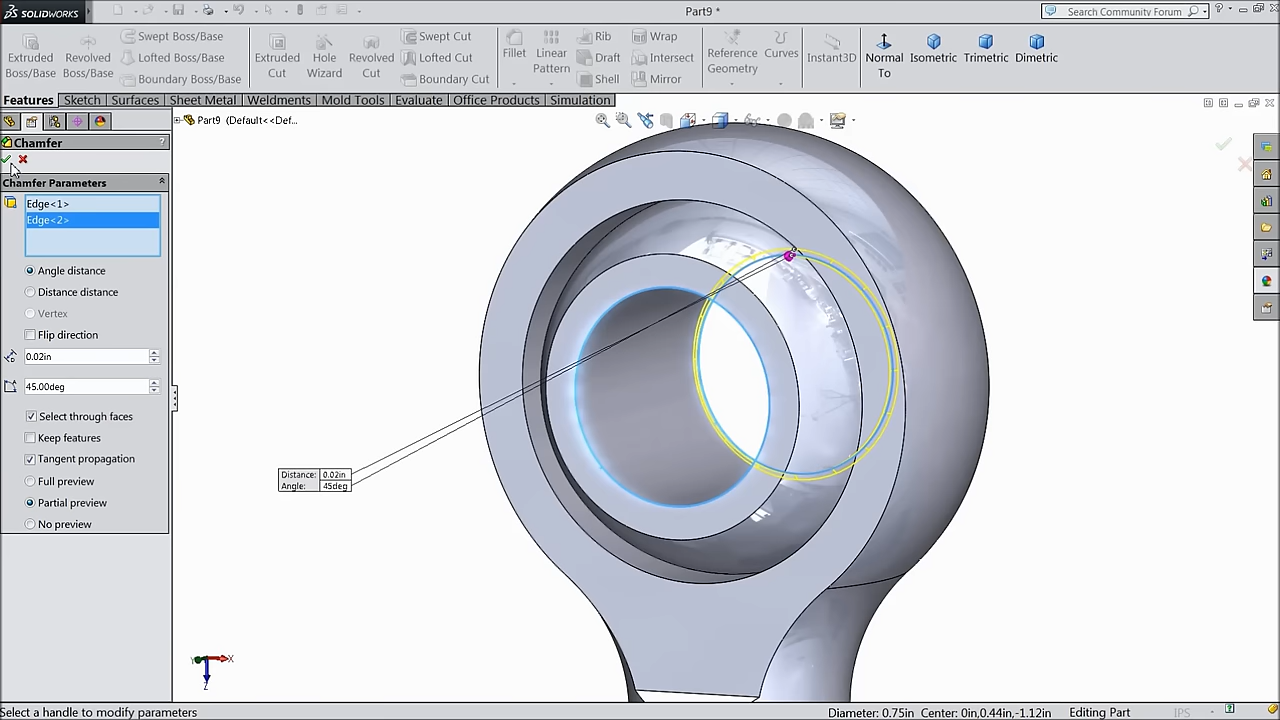 SOLIDWORKS
Part9 *
Search Community Forum
Extruded Boss/Base
Revolved Boss/Base
Swept Boss/Base
Lofted Boss/Base
Boundary Boss/Base
Extruded Cut
Hole Wizard
Revolved Cut
Swept Cut
Lofted Cut
Boundary Cut
Fillet
Linear Pattern
Rib
Draft
Shell
Wrap
Intersect
Mirror
Reference Geometry
Curves
Instant3D
Normal To
Isometric
Trimetric
Dimetric
Features
Sketch
Surfaces
Sheet Metal
Weldments
Mold Tools
Evaluate
Office Products
Simulation
Part9 (Default<<Def...
Chamfer
?
Chamfer Parameters
Edge<1>
Edge<2>
Angle distance
Distance distance
Vertex
Flip direction
0.02in
45.00deg
Select through faces
Keep features
Tangent propagation
Full preview
Partial preview
No preview
Distance: 0.02in
Angle: 45deg
Y X
Z
Select a handle to modify parameters
Diameter: 0.75in Center: 0in,0.44in,-1.12in
Editing Part
IPS